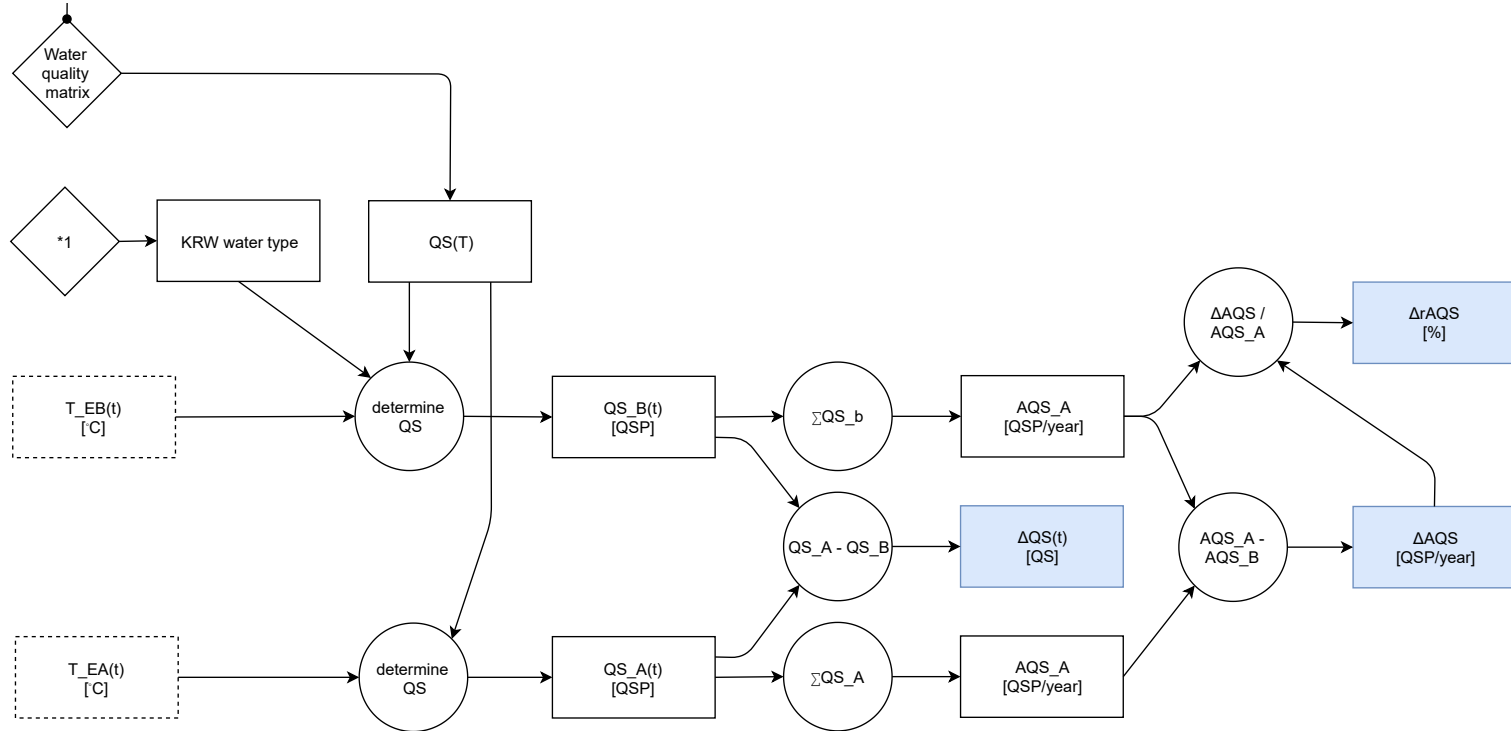 Water
quality
matrix
*1
KRW water type
QS(T)
ΔAQS /
AQS_A
ΔrAQS
[%]
T_EB(t)
[°C]
determine
QS
QS_B(t)
[QSP]
∑QS_b
AQS_A
[QSP/year]
QS_A - QS_B
ΔQS(t)
[QS]
AQS_A -
AQS_B
ΔAQS
[QSP/year]
T_EA(t)
[°C]
determine
QS
QS_A(t)
[QSP]
∑QS_A
AQS_A
[QSP/year]